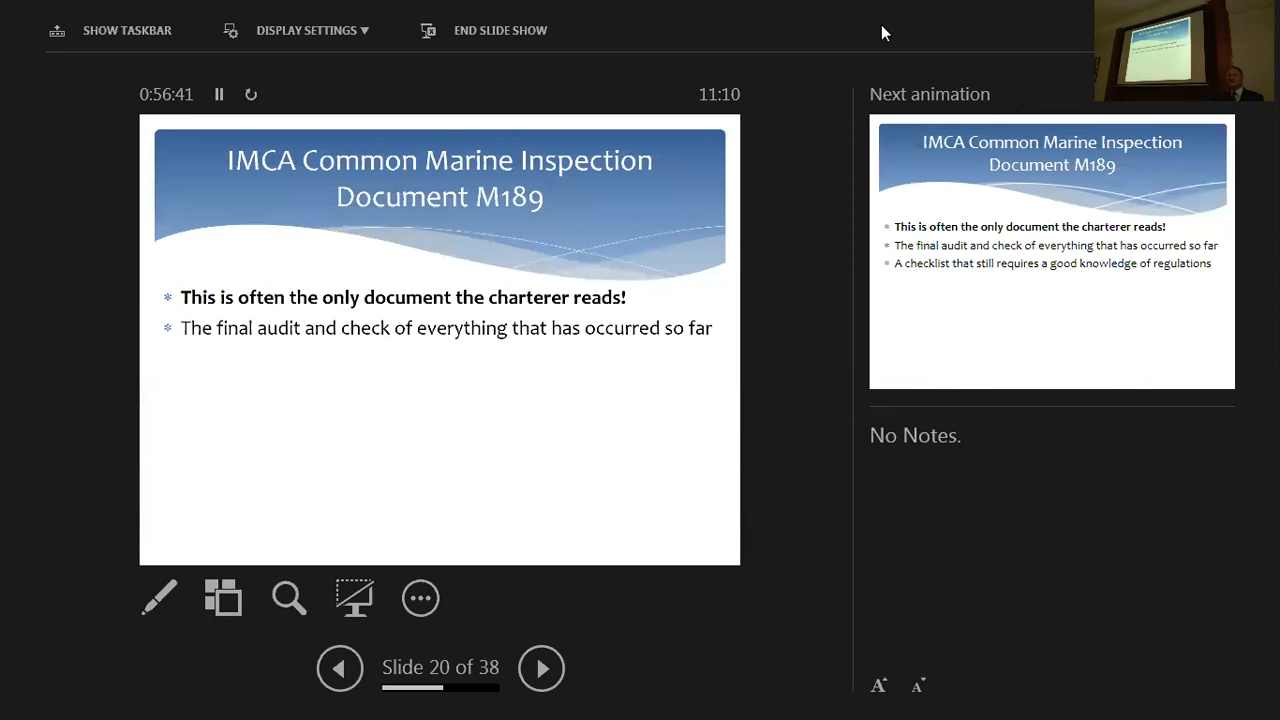 SHOW TASKBAR
DISPLAY SETTINGS ▼
END SLIDE SHOW
0:56:41
11:10
Next animation
IMCA Common Marine Inspection
Document M189
* This is often the only document the charterer reads!
* The final audit and check of everything that has occurred so far
IMCA Common Marine Inspection
Document M189
* This is often the only document the charterer reads!
* The final audit and check of everything that has occurred so far
* A checklist that still requires a good knowledge of regulations
No Notes.
Slide 20 of 38
A A